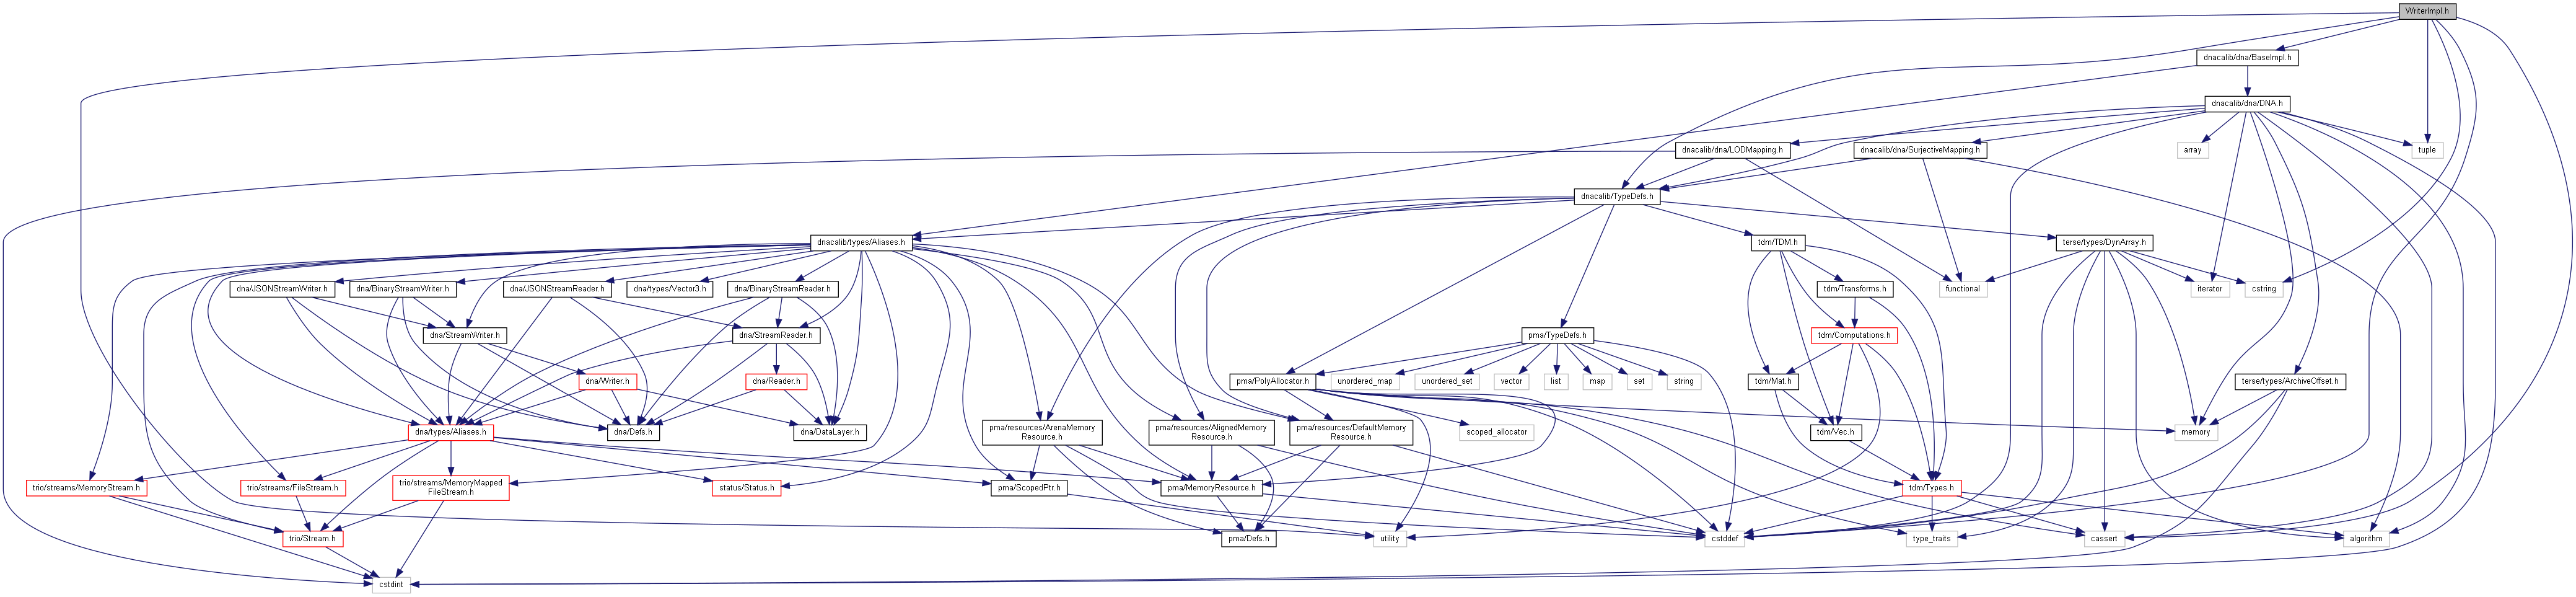 WriterImpl.h
dnacalib/dna/BaseImpl.h
dnacalib/dna/DNA.h
dnacalib/dna/LODMapping.h
dnacalib/dna/SurjectiveMapping.h
array
tuple
dnacalib/TypeDefs.h
dnacalib/types/Aliases.h
tdm/TDM.h
terse/types/DynArray.h
dna/JSONStreamWriter.h
dna/BinaryStreamWriter.h
dna/JSONStreamReader.h
dna/types/Vector3.h
dna/BinaryStreamReader.h
tdm/Transforms.h
functional
iterator
cstring
dna/StreamWriter.h
dna/StreamReader.h
pma/TypeDefs.h
tdm/Computations.h
dna/Writer.h
dna/Reader.h
pma/PolyAllocator.h
unordered_map
unordered_set
vector
list
map
set
string
tdm/Mat.h
terse/types/ArchiveOffset.h
dna/types/Aliases.h
dna/Defs.h
dna/DataLayer.h
pma/resources/ArenaMemory
Resource.h
pma/resources/AlignedMemory
Resource.h
pma/resources/DefaultMemory
Resource.h
scoped_allocator
tdm/Vec.h
memory
trio/streams/MemoryStream.h
trio/streams/FileStream.h
trio/streams/MemoryMapped
FileStream.h
status/Status.h
pma/ScopedPtr.h
pma/MemoryResource.h
tdm/Types.h
trio/Stream.h
pma/Defs.h
utility
cstddef
type_traits
cassert
algorithm
cstdint